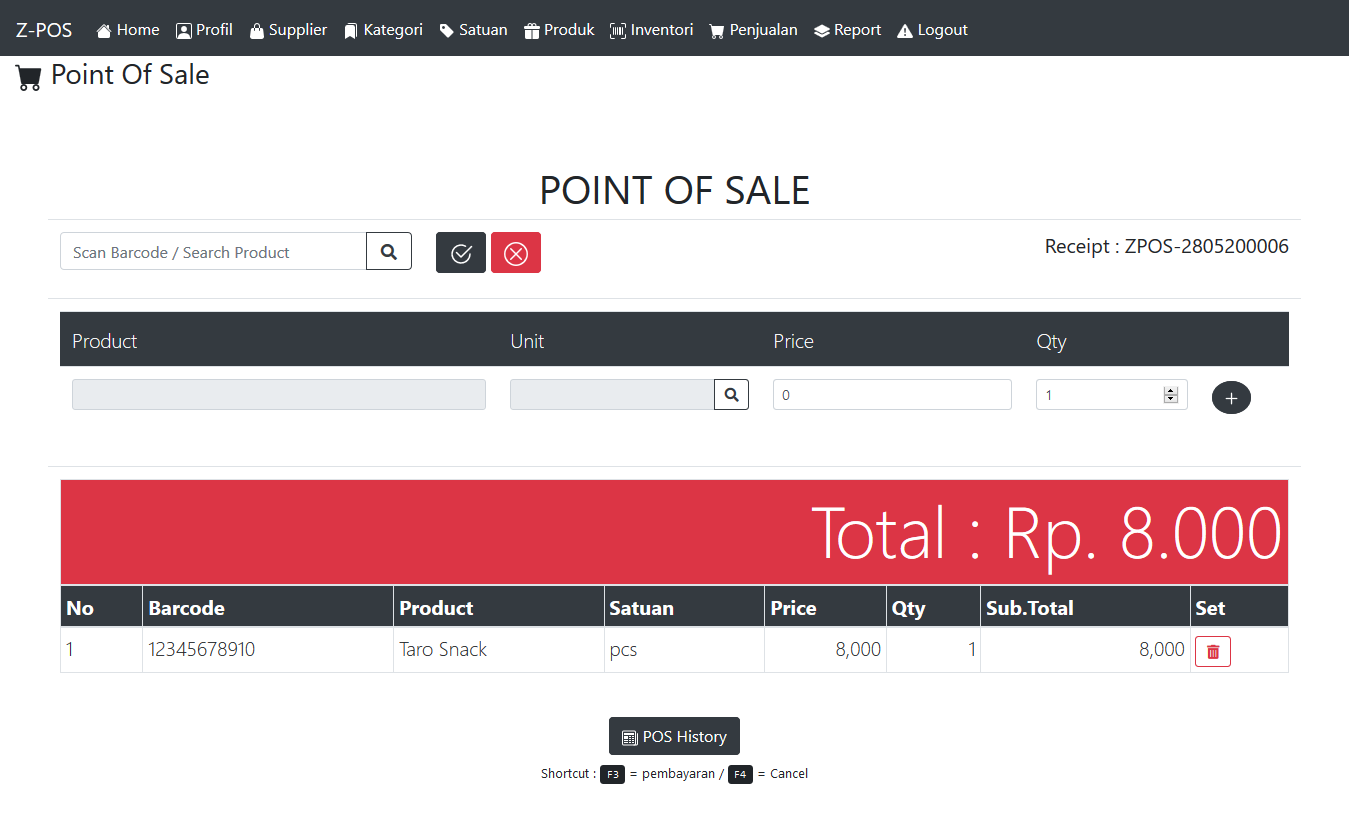 Z-POS Home Profil Supplier Kategori Satuan Produk Inventori Penjualan Report Logout
Point Of Sale
POINT OF SALE
Scan Barcode / Search Product
Receipt : ZPOS-2805200006
Product Unit Price Qty
0 1
Total : Rp. 8.000
No Barcode Product Satuan Price Qty Sub.Total Set
1 12345678910 Taro Snack pcs 8,000 1 8,000
POS History
Shortcut : F3 = pembayaran / F4 = Cancel